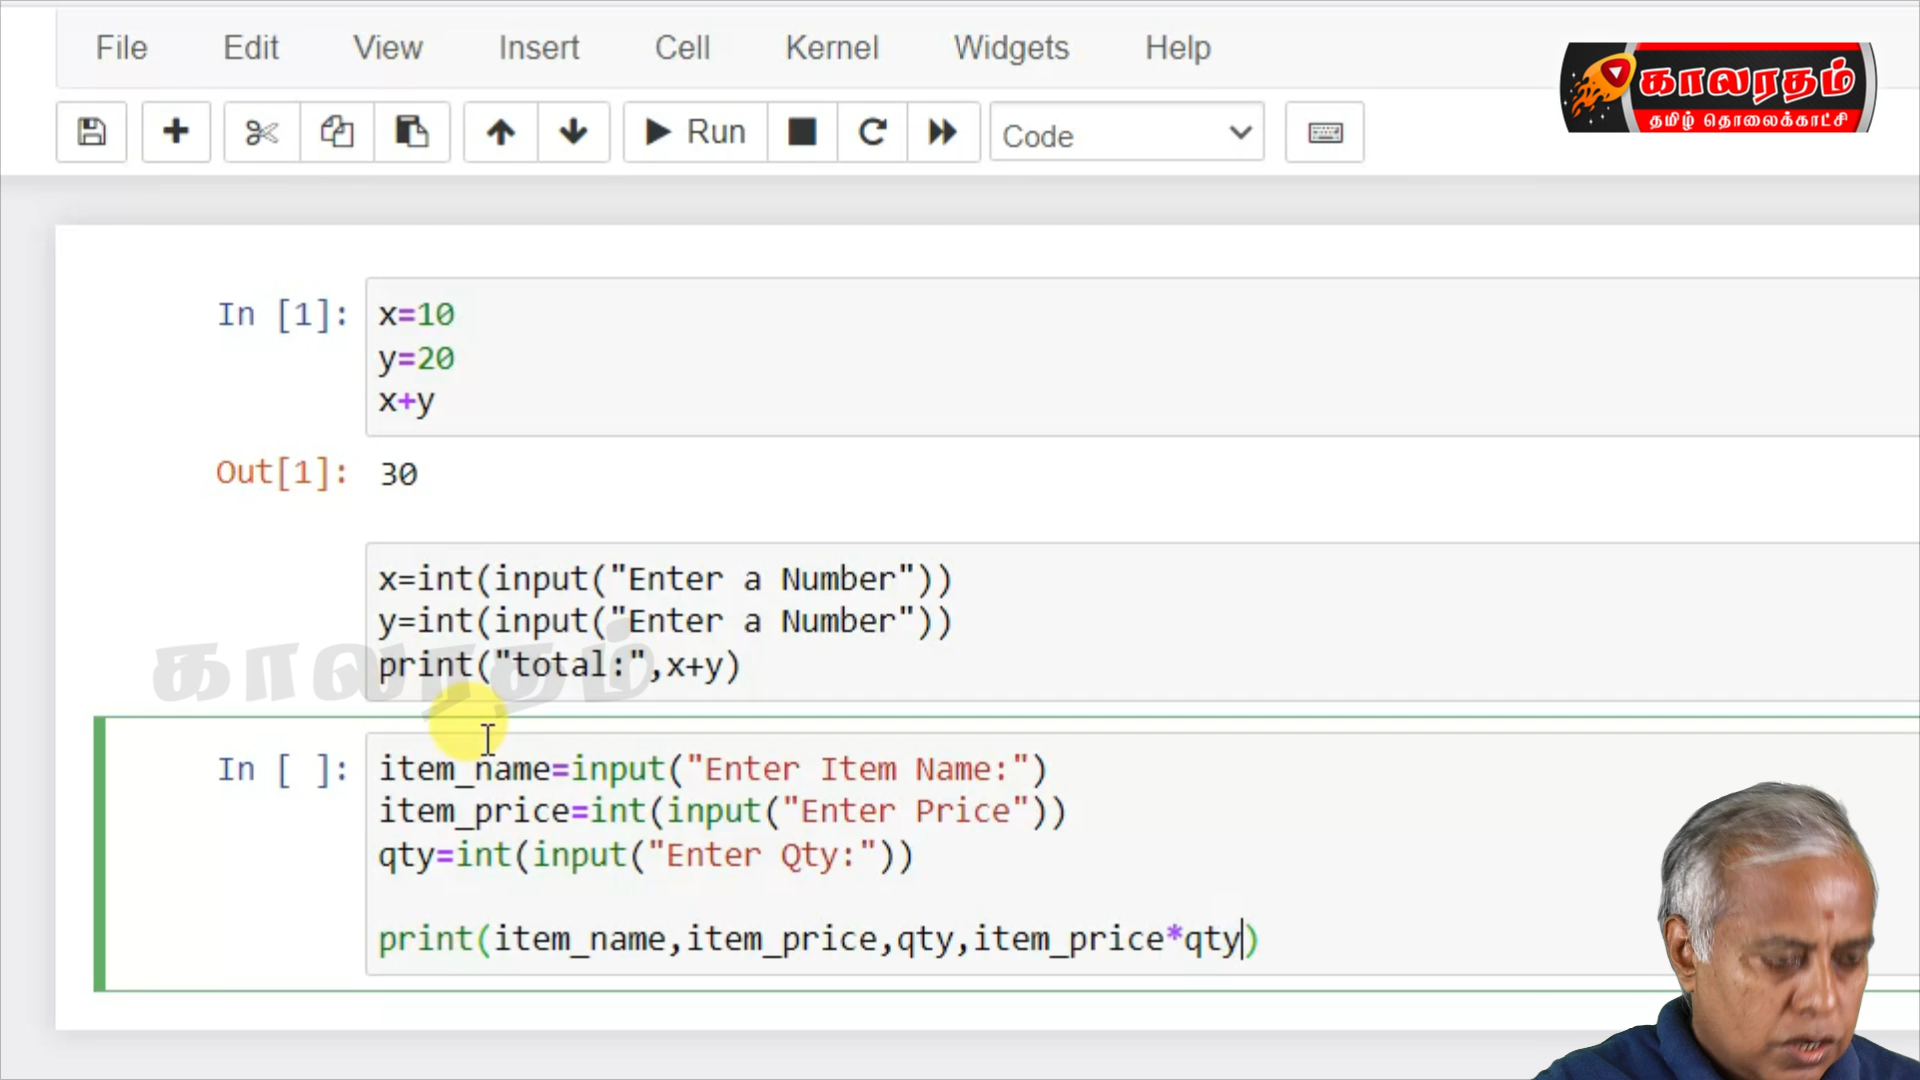 File Edit View Insert Cell Kernel Widgets Help
காலரதம்
தமிழ் தொலைக்காட்சி
Run Code
In [1]: x=10
y=20
x+y
Out[1]: 30
x=int(input("Enter a Number"))
y=int(input("Enter a Number"))
காலரதம்
print("total:",x+y)
In [ ]: item_name=input("Enter Item Name:")
item_price=int(input("Enter Price"))
qty=int(input("Enter Qty:"))
print(item_name,item_price,qty,item_price*qty)